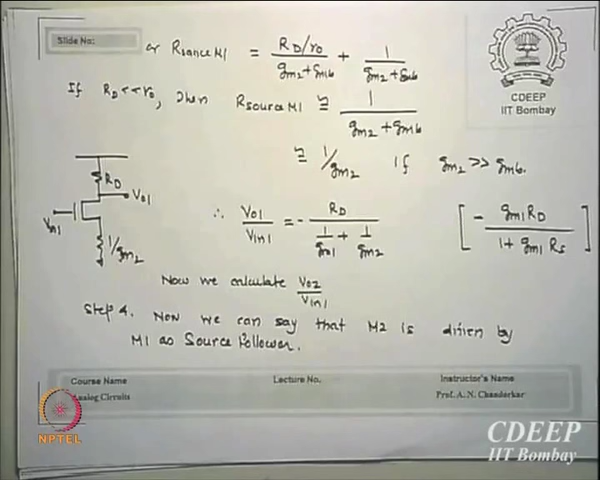 Slide No:
or Rsource M1 = RD/r0 / gm2+gmb + 1 / gm2+gmb
If RD<<r0, then Rsource M1 ≅ 1 / gm2+gmb
≅ 1/gm2 if gm2 >> gmb.
CDEEP
IIT Bombay
RD
Vo1
Vin1
1/gm2
∴ Vo1/Vin1 = - RD / 1/gm1 + 1/gm2 [ - gm1 RD / 1 + gm1 Rs ]
Now we calculate Vo2/Vin1
Step 4. Now we can say that M2 is driven by
M1 as Source Follower.
Course Name
Lecture No.
Instructor's Name
Analog Circuits
Prof. A. N. Chandorkar
NPTEL
CDEEP
IIT Bombay